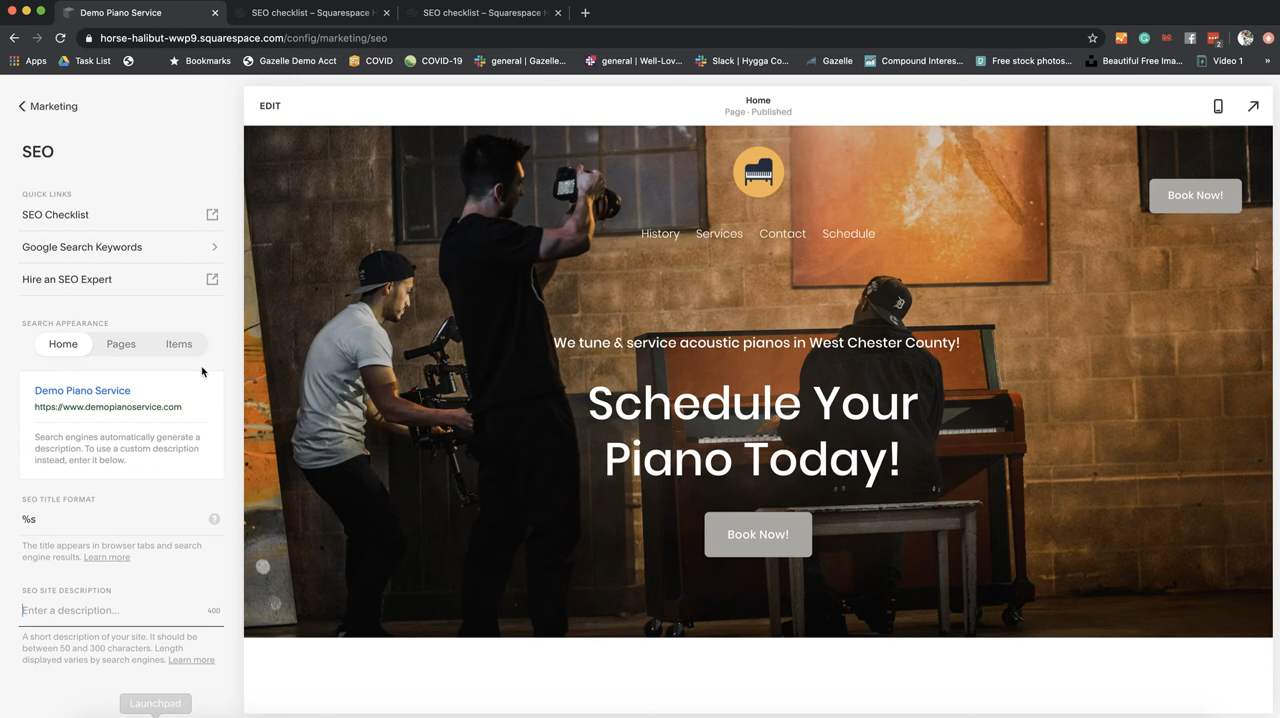 Demo Piano Service
SEO checklist – Squarespace H
SEO checklist – Squarespace H
horse-halibut-wwp9.squarespace.com/config/marketing/seo
2
Apps
Task List
Bookmarks
Gazelle Demo Acct
COVID
COVID-19
general | Gazelle...
general | Well-Lov...
Slack | Hygga Co...
Gazelle
Compound Interes...
Free stock photos...
Beautiful Free Ima...
Video 1
»
Marketing
SEO
QUICK LINKS
SEO Checklist
Google Search Keywords
Hire an SEO Expert
SEARCH APPEARANCE
Home Pages Items
Demo Piano Service
https://www.demopianoservice.com
Search engines automatically generate a
description. To use a custom description
instead, enter it below.
SEO TITLE FORMAT
%s
?
The title appears in browser tabs and search
engine results. Learn more
SEO SITE DESCRIPTION
Enter a description... 400
A short description of your site. It should be
between 50 and 300 characters. Length
displayed varies by search engines. Learn more
Launchpad
EDIT
Home
Page · Published
Book Now!
History Services Contact Schedule
We tune & service acoustic pianos in West Chester County!
Schedule Your
Piano Today!
Book Now!